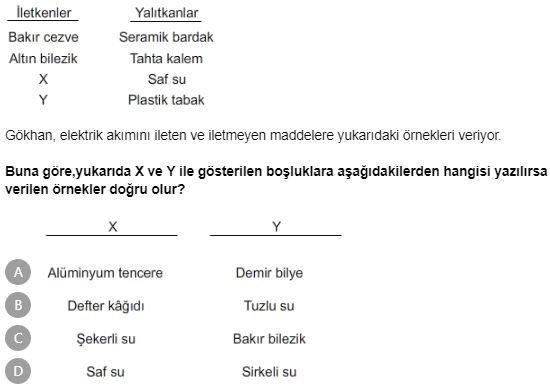 İletkenler Yalıtkanlar
Bakır cezve Seramik bardak
Altın bilezik Tahta kalem
X Saf su
Y Plastik tabak
Gökhan, elektrik akımını ileten ve iletmeyen maddelere yukarıdaki örnekleri veriyor.
Buna göre,yukarıda X ve Y ile gösterilen boşluklara aşağıdakilerden hangisi yazılırsa
verilen örnekler doğru olur?
X Y
A Alüminyum tencere Demir bilye
B Defter kâğıdı Tuzlu su
C Şekerli su Bakır bilezik
D Saf su Sirkeli su